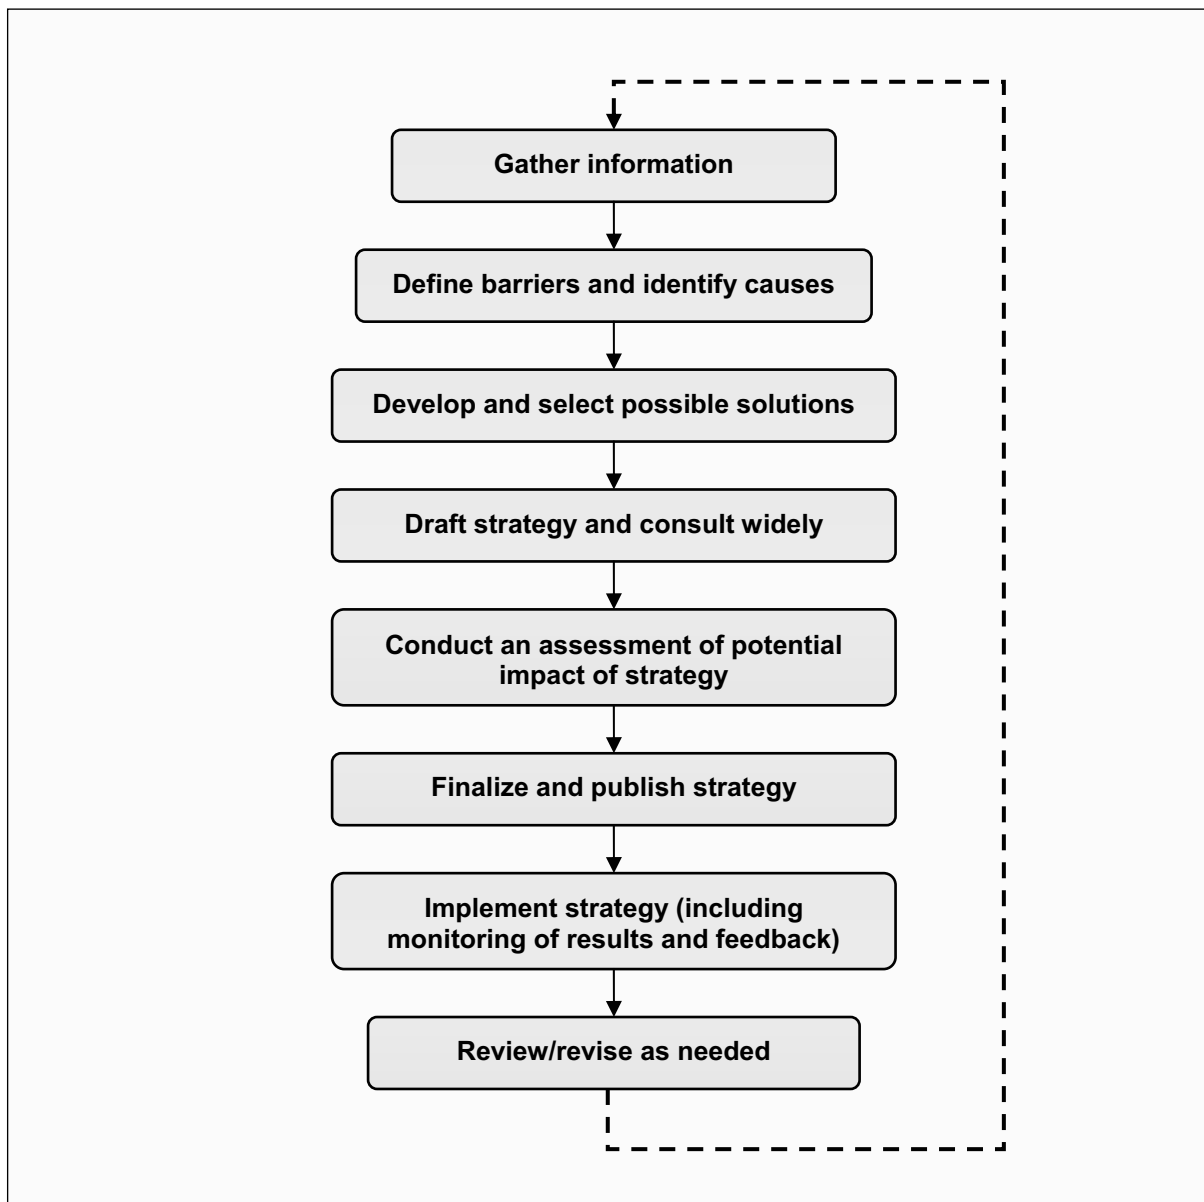 Gather information
Define barriers and identify causes
Develop and select possible solutions
Draft strategy and consult widely
Conduct an assessment of potential
impact of strategy
Finalize and publish strategy
Implement strategy (including
monitoring of results and feedback)
Review/revise as needed